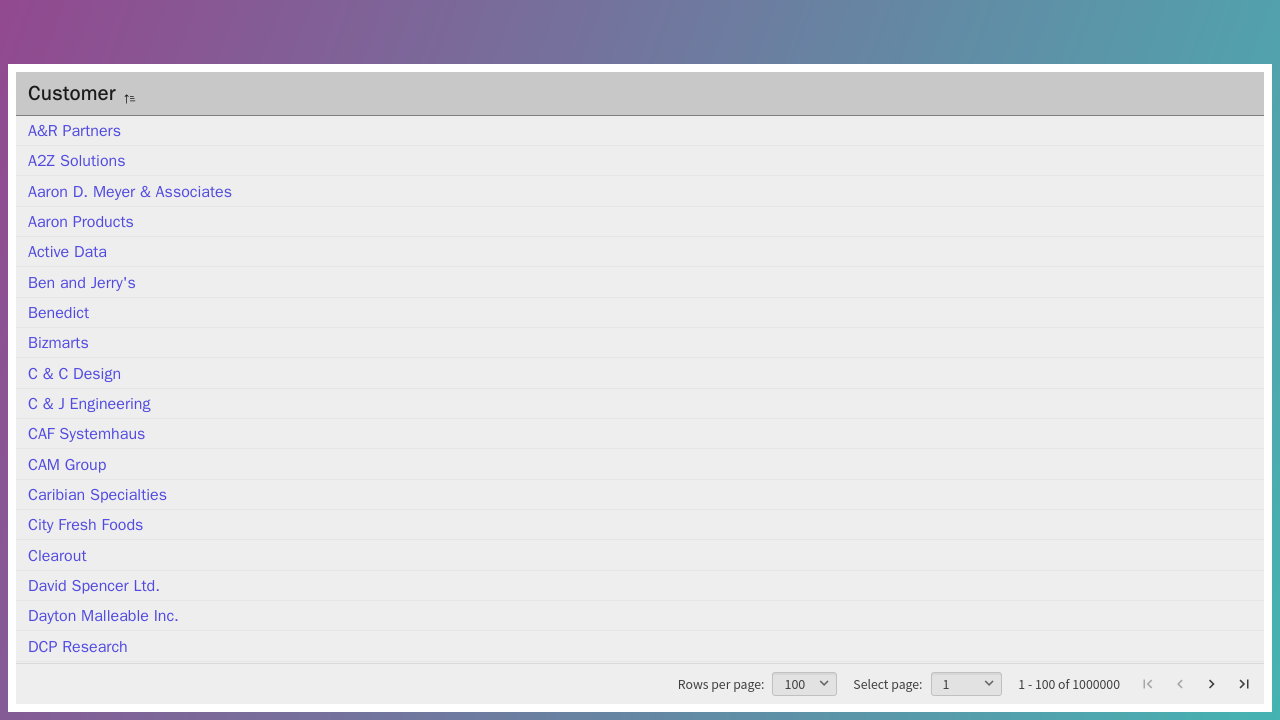 Customer
A&R Partners
A2Z Solutions
Aaron D. Meyer & Associates
Aaron Products
Active Data
Ben and Jerry's
Benedict
Bizmarts
C & C Design
C & J Engineering
CAF Systemhaus
CAM Group
Caribian Specialties
City Fresh Foods
Clearout
David Spencer Ltd.
Dayton Malleable Inc.
DCP Research
Rows per page: 100 Select page: 1 1 - 100 of 1000000